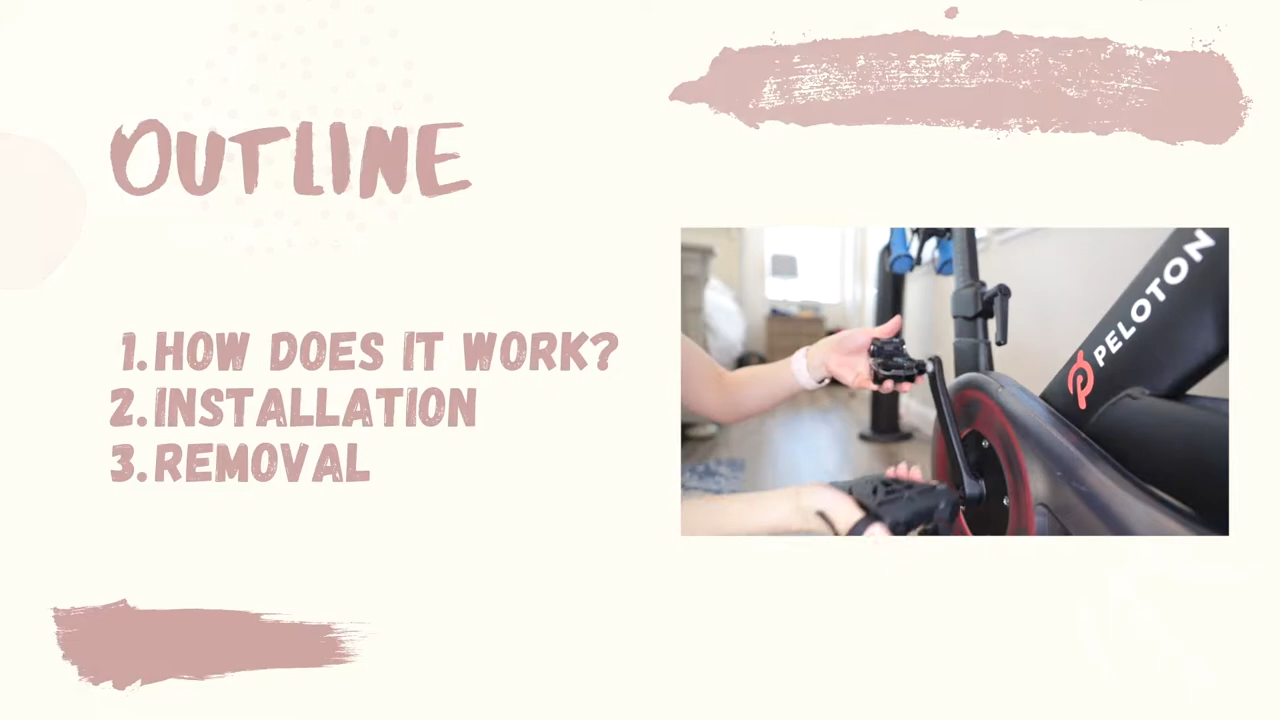 OUTLINE
1. HOW DOES IT WORK?
2. INSTALLATION
3. REMOVAL
PELOTON